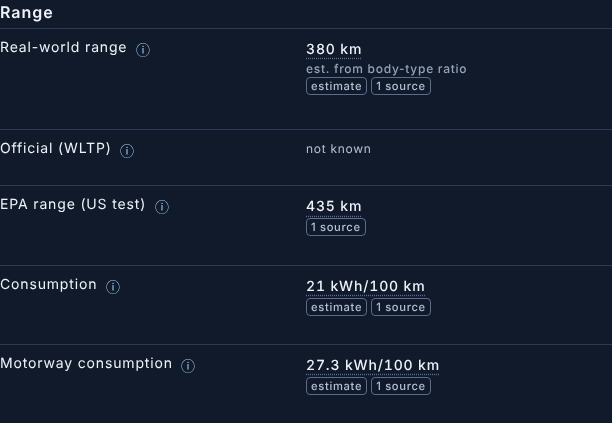 Range
Real-world range ⓘ
380 km
est. from body-type ratio
estimate 1 source
Official (WLTP) ⓘ
not known
EPA range (US test) ⓘ
435 km
1 source
Consumption ⓘ
21 kWh/100 km
estimate 1 source
Motorway consumption ⓘ
27.3 kWh/100 km
estimate 1 source